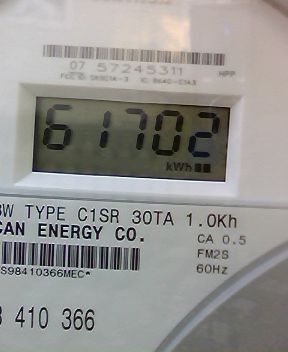 07 57245311 HPP
61702
kWh
W TYPE C1SR 30TA 1.0Kh
CAN ENERGY CO.
CA 0.5
FM2S
60Hz
S98410366MEC*
410 366